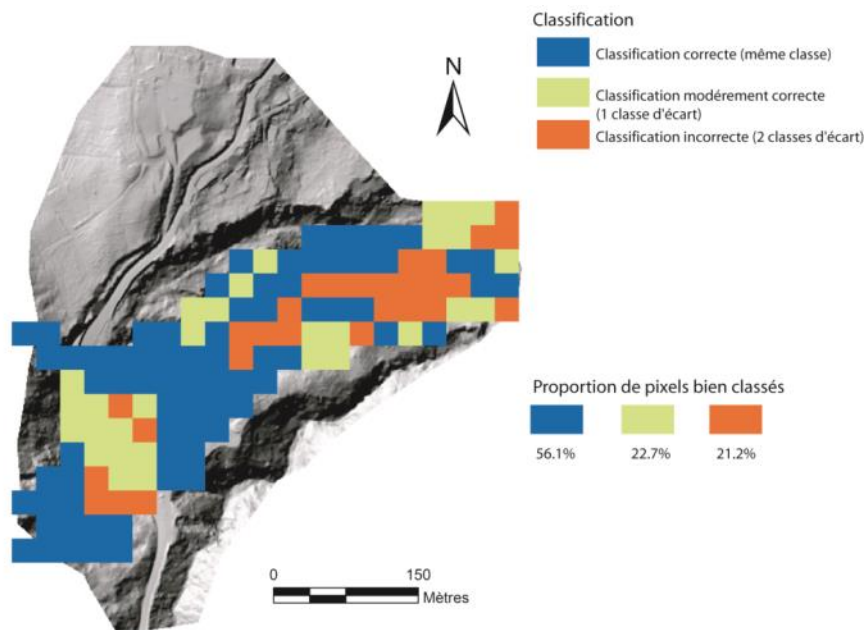 Classification
Classification correcte (même classe)
Classification modérement correcte
(1 classe d'écart)
Classification incorrecte (2 classes d'écart)
N
Proportion de pixels bien classés
56.1% 22.7% 21.2%
0 150
Mètres